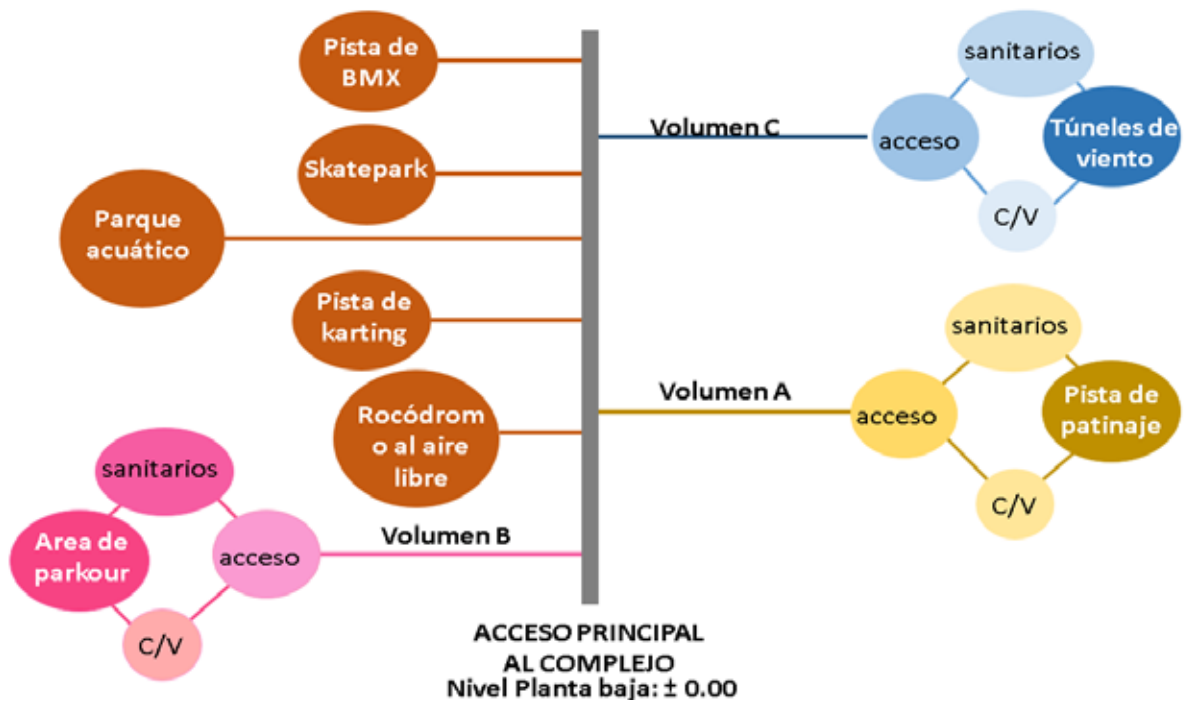 Pista de
BMX
Skatepark
Parque
acuático
Pista de
karting
Rocódrom
o al aire
libre
Volumen B
sanitarios
Area de
parkour
acceso
C/V
Volumen C
sanitarios
acceso
Túneles de
viento
C/V
Volumen A
sanitarios
acceso
Pista de
patinaje
C/V
ACCESO PRINCIPAL
AL COMPLEJO
Nivel Planta baja: ± 0.00